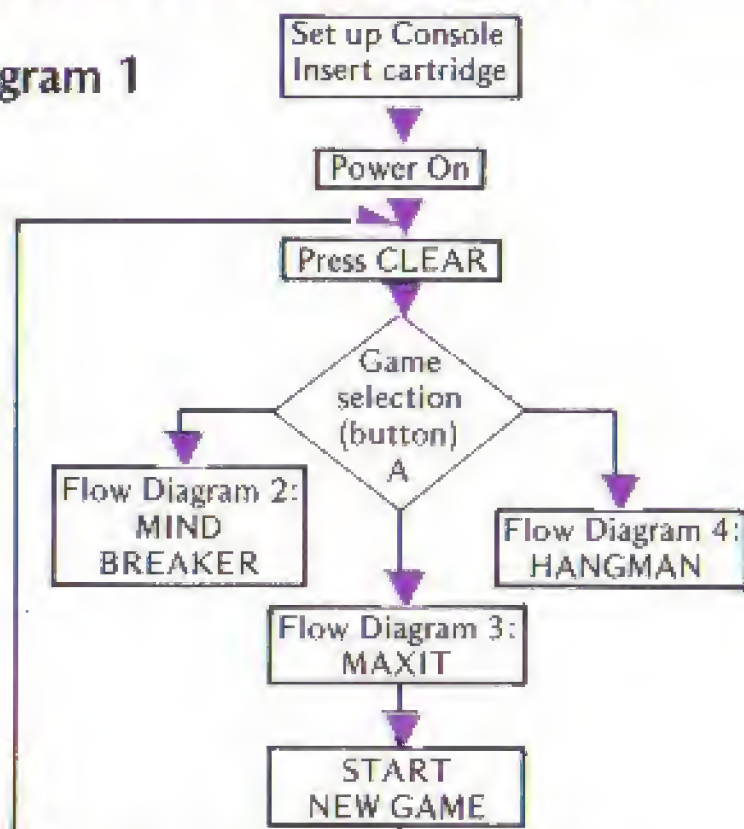 gram 1
Set up Console
Insert cartridge
Power On
Press CLEAR
Game
selection
(button)
A
Flow Diagram 2:
MIND
BREAKER
Flow Diagram 4:
HANGMAN
Flow Diagram 3:
MAXIT
START
NEW GAME